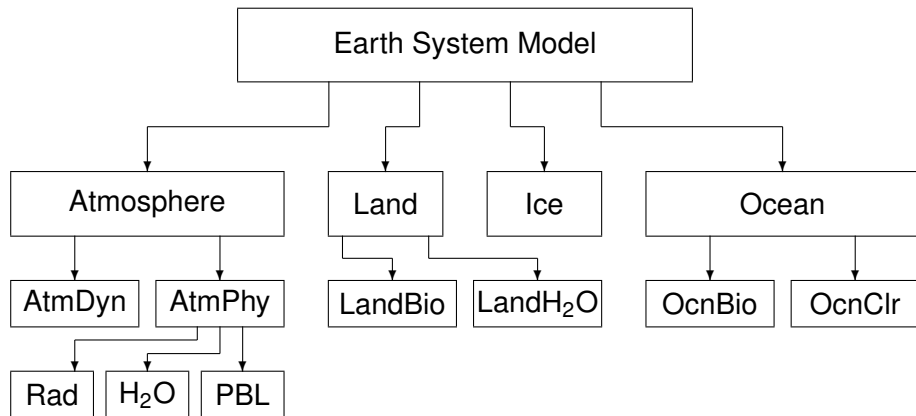 Earth System Model
Atmosphere
Land
Ice
Ocean
AtmDyn
AtmPhy
LandBio
LandH₂O
OcnBio
OcnClr
Rad
H₂O
PBL